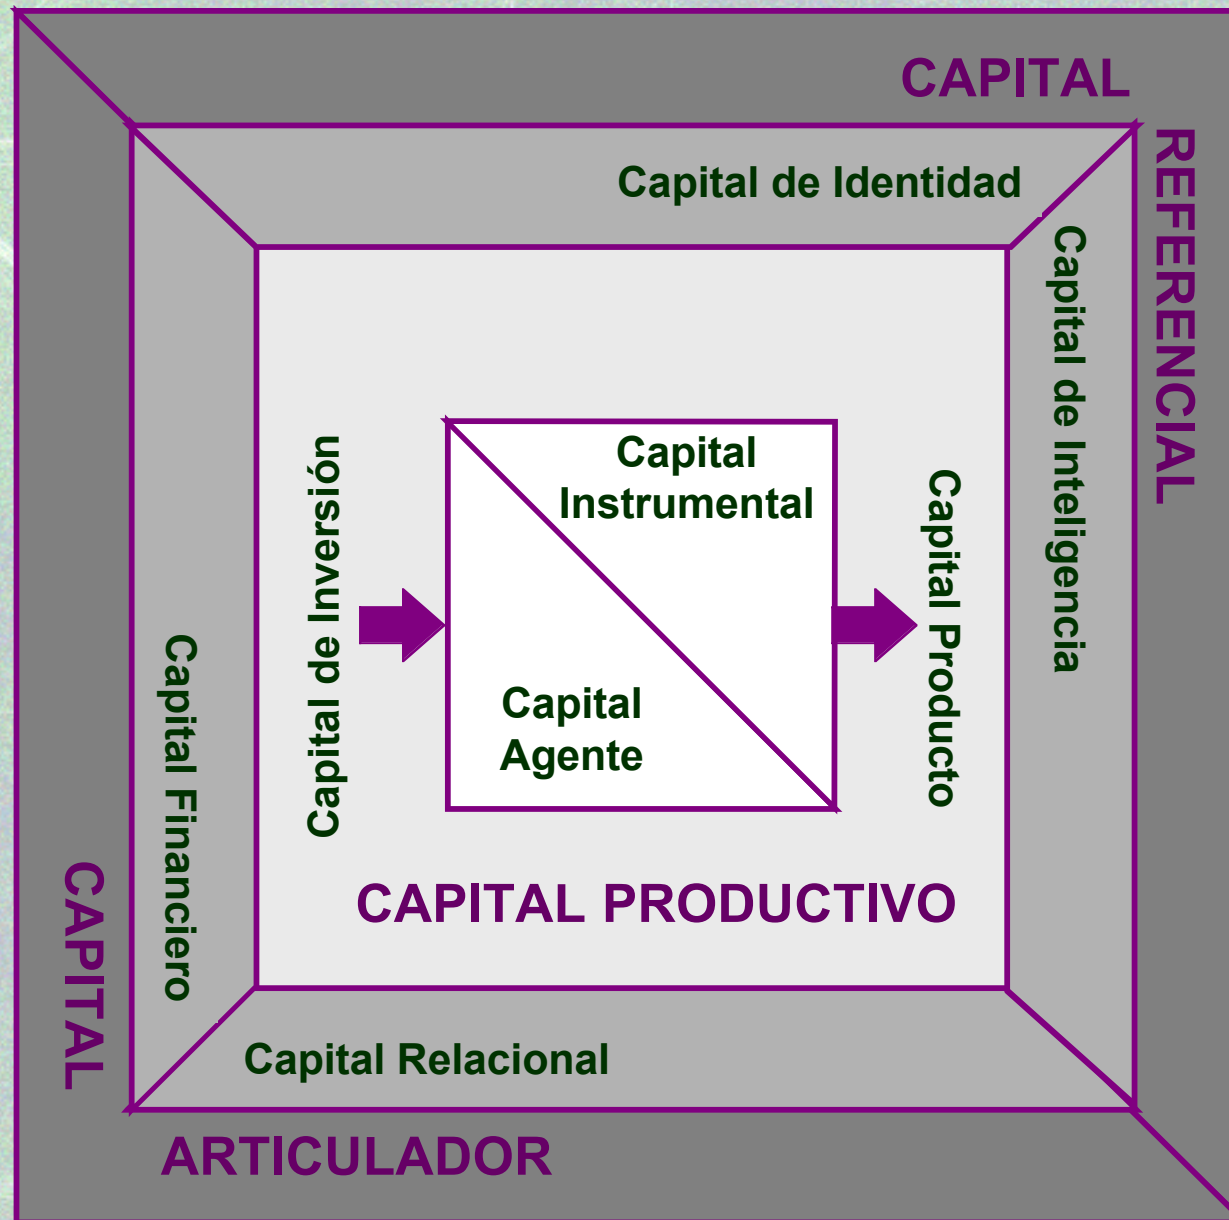 CAPITAL
REFERENCIAL
Capital de Identidad
Capital de Inteligencia
Capital
Instrumental
Capital de Inversión
Capital Producto
Capital
Agente
Capital Financiero
CAPITAL PRODUCTIVO
Capital Relacional
CAPITAL
ARTICULADOR